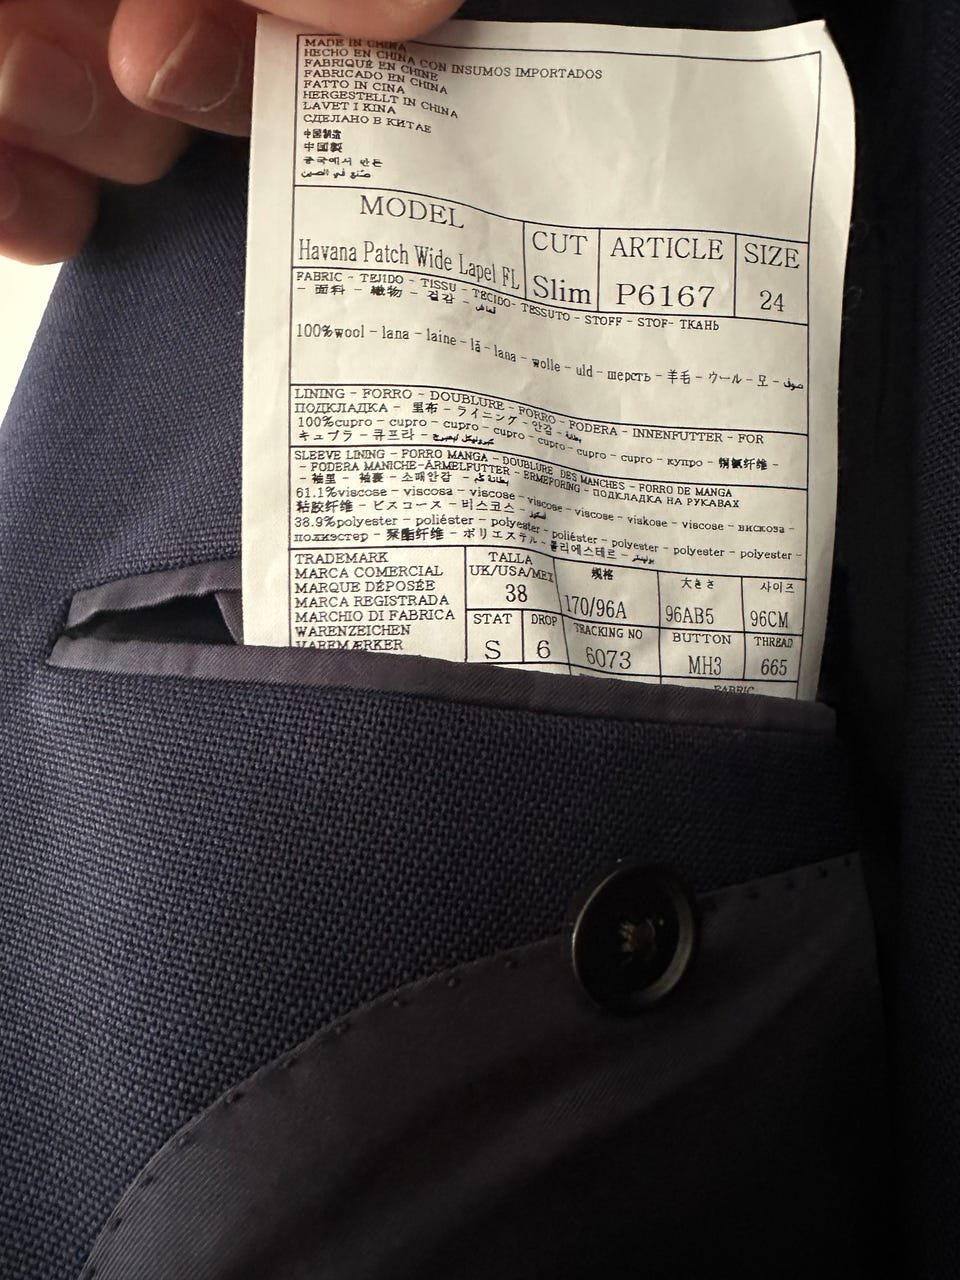 MADE IN CHINA
HECHO EN CHINA CON INSUMOS IMPORTADOS
FABRIQUÉ EN CHINE
FABRICADO EN CHINA
FATTO IN CINA
HERGESTELLT IN CHINA
LAVET I KINA
СДЕЛАНО В КИТАЕ
中国制造
中国製
중국에서 만든
صنع في الصين
MODEL CUT ARTICLE SIZE
Havana Patch Wide Lapel FL Slim P6167 24
FABRIC - TEJIDO - TISSU - TECIDO- TESSUTO - STOFF - STOF- ТКАНЬ
- 面料 - 織物 - 겉감 - قماش
100%wool - lana - laine - lã - lana - wolle - uld - шерсть - 羊毛 - ウール - 모 - صوف
LINING - FORRO - DOUBLURE - FORRO - FODERA - INNENFUTTER - FOR
ПОДКЛАДКА - 里布 - ライニング - 안감 - بطانة
100%cupro - cupro - cupro - cupro - cupro - cupro - cupro - купро - 铜氨纤维 -
キュプラ - 큐프라 -
SLEEVE LINING - FORRO MANGA - DOUBLURE DES MANCHES - FORRO DE MANGA
- FODERA MANICHE-ÄRMELFUTTER - ERMEFORING - ПОДКЛАДКА НА РУКАВАХ
- 袖里 - 袖裏 - 소매안감 - بطانة كم
61.1%viscose - viscosa - viscose - viscose - viscose - viskose - viscose - вискоза -
粘胶纤维 - ビスコース - 비스코스 -
38.9%polyester - poliéster - polyester - poliéster - polyester - polyester - polyester -
полиэстер - 聚酯纤维 - ポリエステル - 폴리에스테르 - بوليستر
TRADEMARK
MARCA COMERCIAL
MARQUE DÉPOSÉE
MARCA REGISTRADA
MARCHIO DI FABRICA
WARENZEICHEN
VAREMÆRKER
TALLA UK/USA/MEX 規格 大きさ 사이즈
38 170/96A 96AB5 96CM
STAT DROP TRACKING NO BUTTON THREAD
S 6 6073 MH3 665
FABRIC